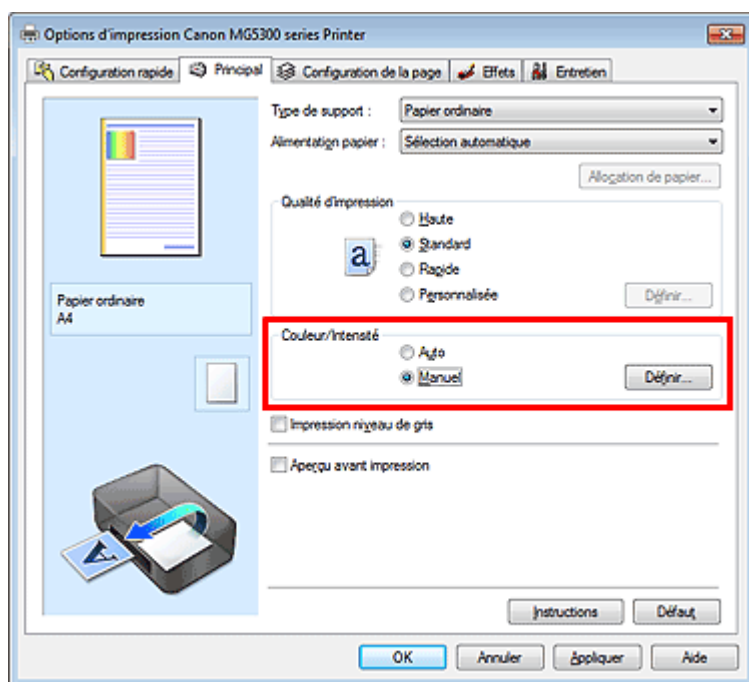 Options d'impression Canon MG5300 series Printer
Configuration rapide Principal Configuration de la page Effets Entretien
Type de support : Papier ordinaire
Alimentation papier : Sélection automatique
Allocation de papier...
Qualité d'impression
Haute
a Standard
Rapide
Personnalisée Définir...
Papier ordinaire
A4
Couleur/Intensité
Auto
Manuel Définir...
Impression niveau de gris
Aperçu avant impression
A
Instructions Défaut
OK Annuler Appliquer Aide